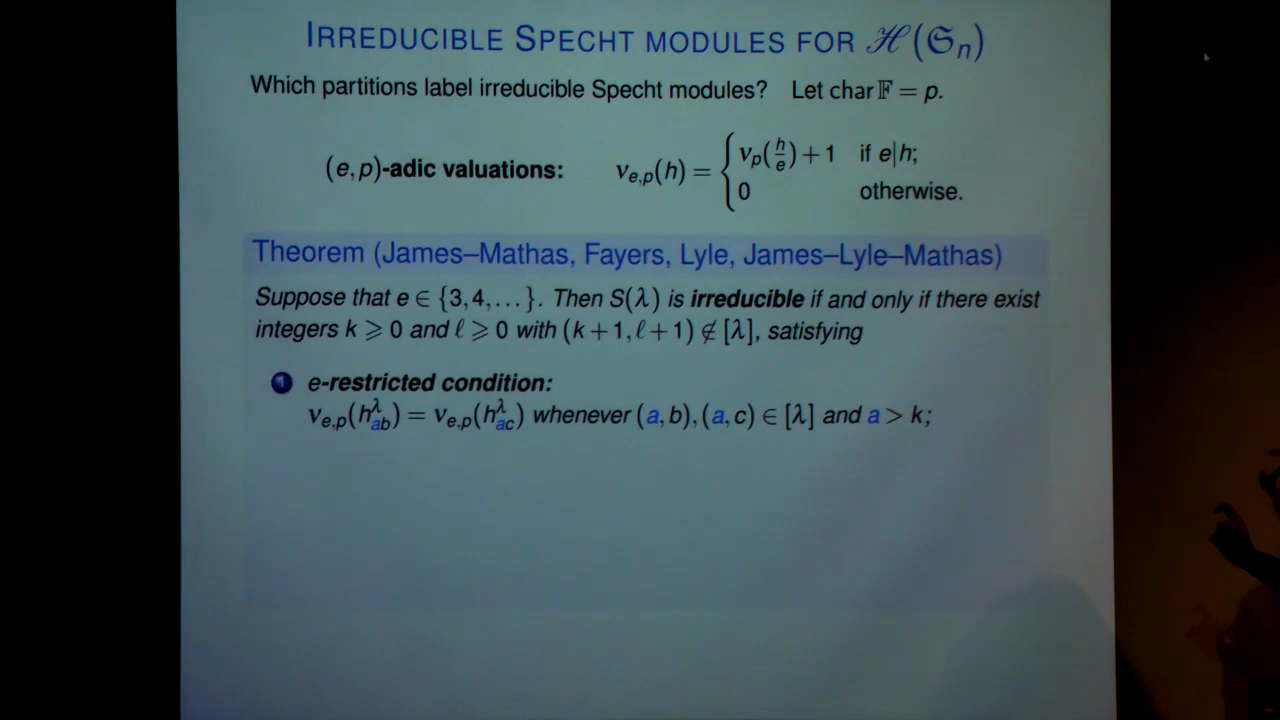 IRREDUCIBLE SPECHT MODULES FOR ℋ(𝔖ₙ)
Which partitions label irreducible Specht modules? Let char 𝔽 = p.
(e,p)-adic valuations: ν_{e,p}(h) = { ν_p(h/e)+1 if e|h;
0 otherwise.
Theorem (James–Mathas, Fayers, Lyle, James–Lyle–Mathas)
Suppose that e ∈ {3,4,…}. Then S(λ) is irreducible if and only if there exist
integers k ⩾ 0 and ℓ ⩾ 0 with (k+1,ℓ+1) ∉ [λ], satisfying
1 e-restricted condition:
ν_{e,p}(h^λ_{ab}) = ν_{e,p}(h^λ_{ac}) whenever (a,b),(a,c) ∈ [λ] and a > k;